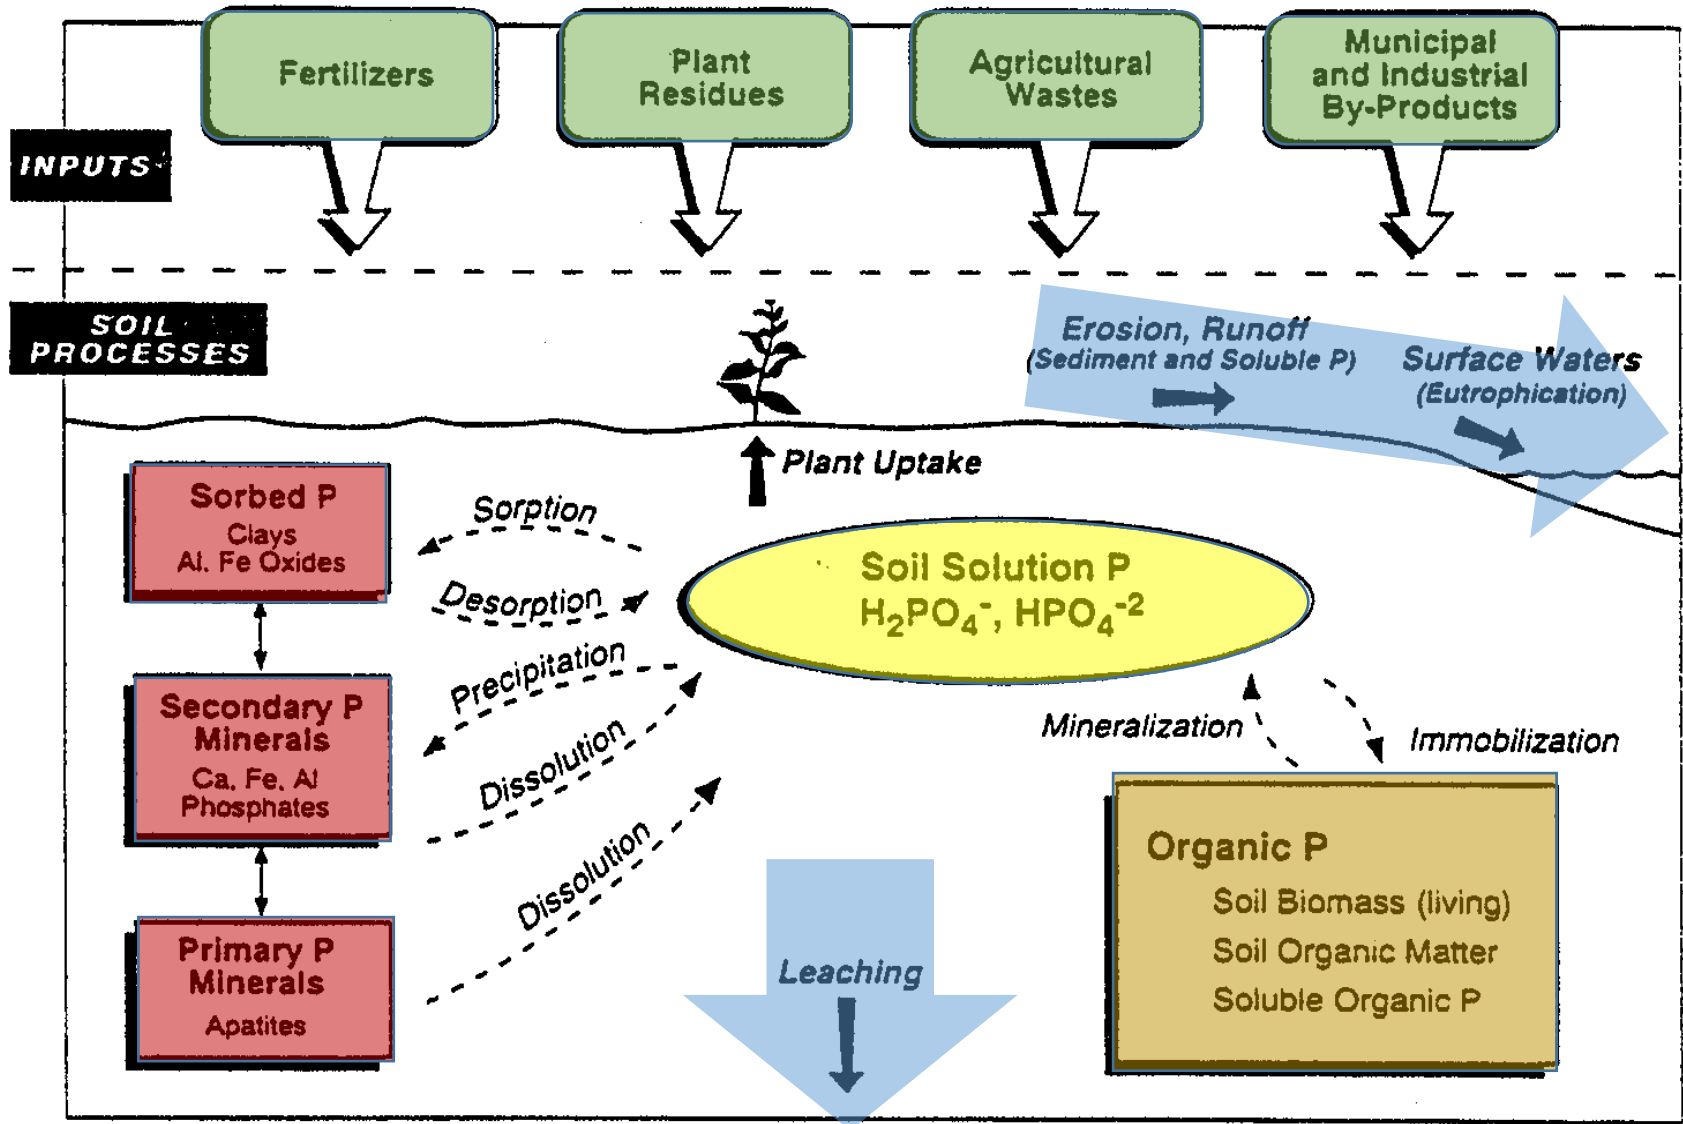 Fertilizers
Plant
Residues
Agricultural
Wastes
Municipal
and Industrial
By-Products
INPUTS
SOIL
PROCESSES
Erosion, Runoff
(Sediment and Soluble P)
Surface Waters
(Eutrophication)
Plant Uptake
Sorbed P
Clays
Al, Fe Oxides
Sorption
Desorption
Soil Solution P
H₂PO₄⁻, HPO₄⁻²
Precipitation
Secondary P
Minerals
Ca, Fe, Al
Phosphates
Dissolution
Mineralization
Immobilization
Dissolution
Primary P
Minerals
Apatites
Leaching
Organic P
Soil Biomass (living)
Soil Organic Matter
Soluble Organic P